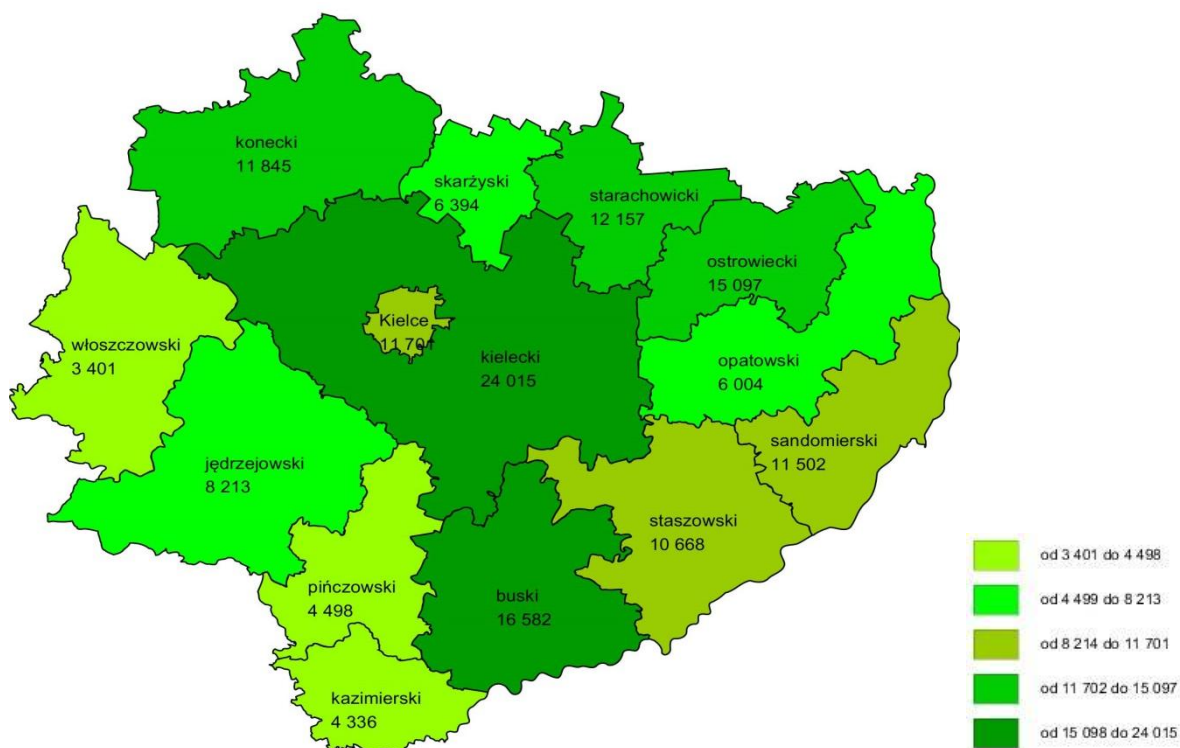 konecki
11 845
skarżyski
6 394
starachowicki
12 157
ostrowiecki
15 097
włoszczowski
3 401
Kielce
11 701
kielecki
24 015
opatowski
6 004
sandomierski
11 502
jędrzejowski
8 213
staszowski
10 668
pińczowski
4 498
buski
16 582
kazimierski
4 336
od 3 401 do 4 498
od 4 499 do 8 213
od 8 214 do 11 701
od 11 702 do 15 097
od 15 098 do 24 015